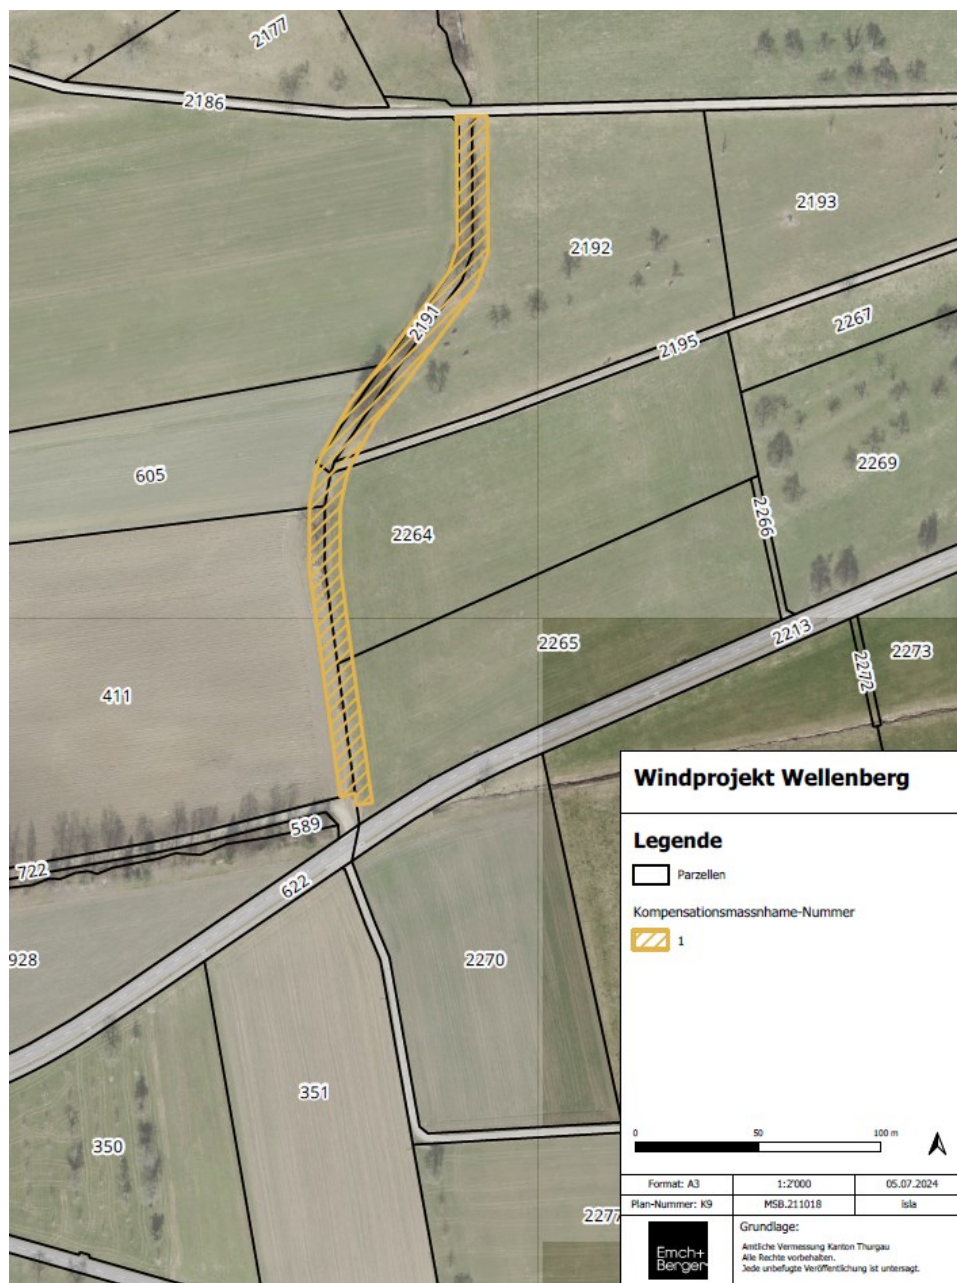 2177
2186
2193
2192
2191
2267
2195
605
2269
2266
2264
2213
2265
2273
2272
411
589
722
622
928
2270
351
350
2277
Windprojekt Wellenberg
Legende
Parzellen
Kompensationsmassnhame-Nummer
1
0 50 100 m
Format: A3 1:2'000 05.07.2024
Plan-Nummer: K9 MSB.211018 isla
Emch+
Berger
Grundlage:
Amtliche Vermessung Kanton Thurgau
Alle Rechte vorbehalten.
Jede unbefugte Veröffentlichung ist untersagt.